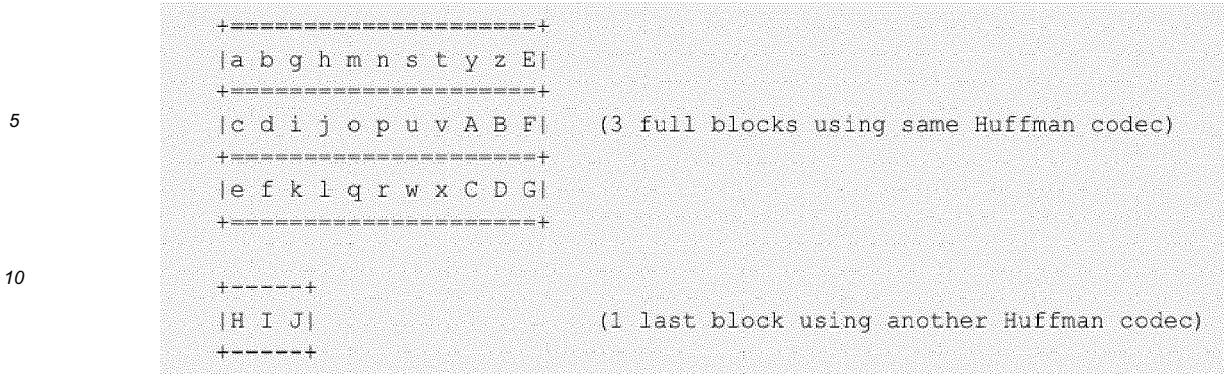 +===================+
|a b g h m n s t y z E|
+===================+
5 |c d i j o p u v A B F| (3 full blocks using same Huffman codec)
+===================+
|e f k l q r w x C D G|
+===================+
10
+-----+
|H I J| (1 last block using another Huffman codec)
+-----+